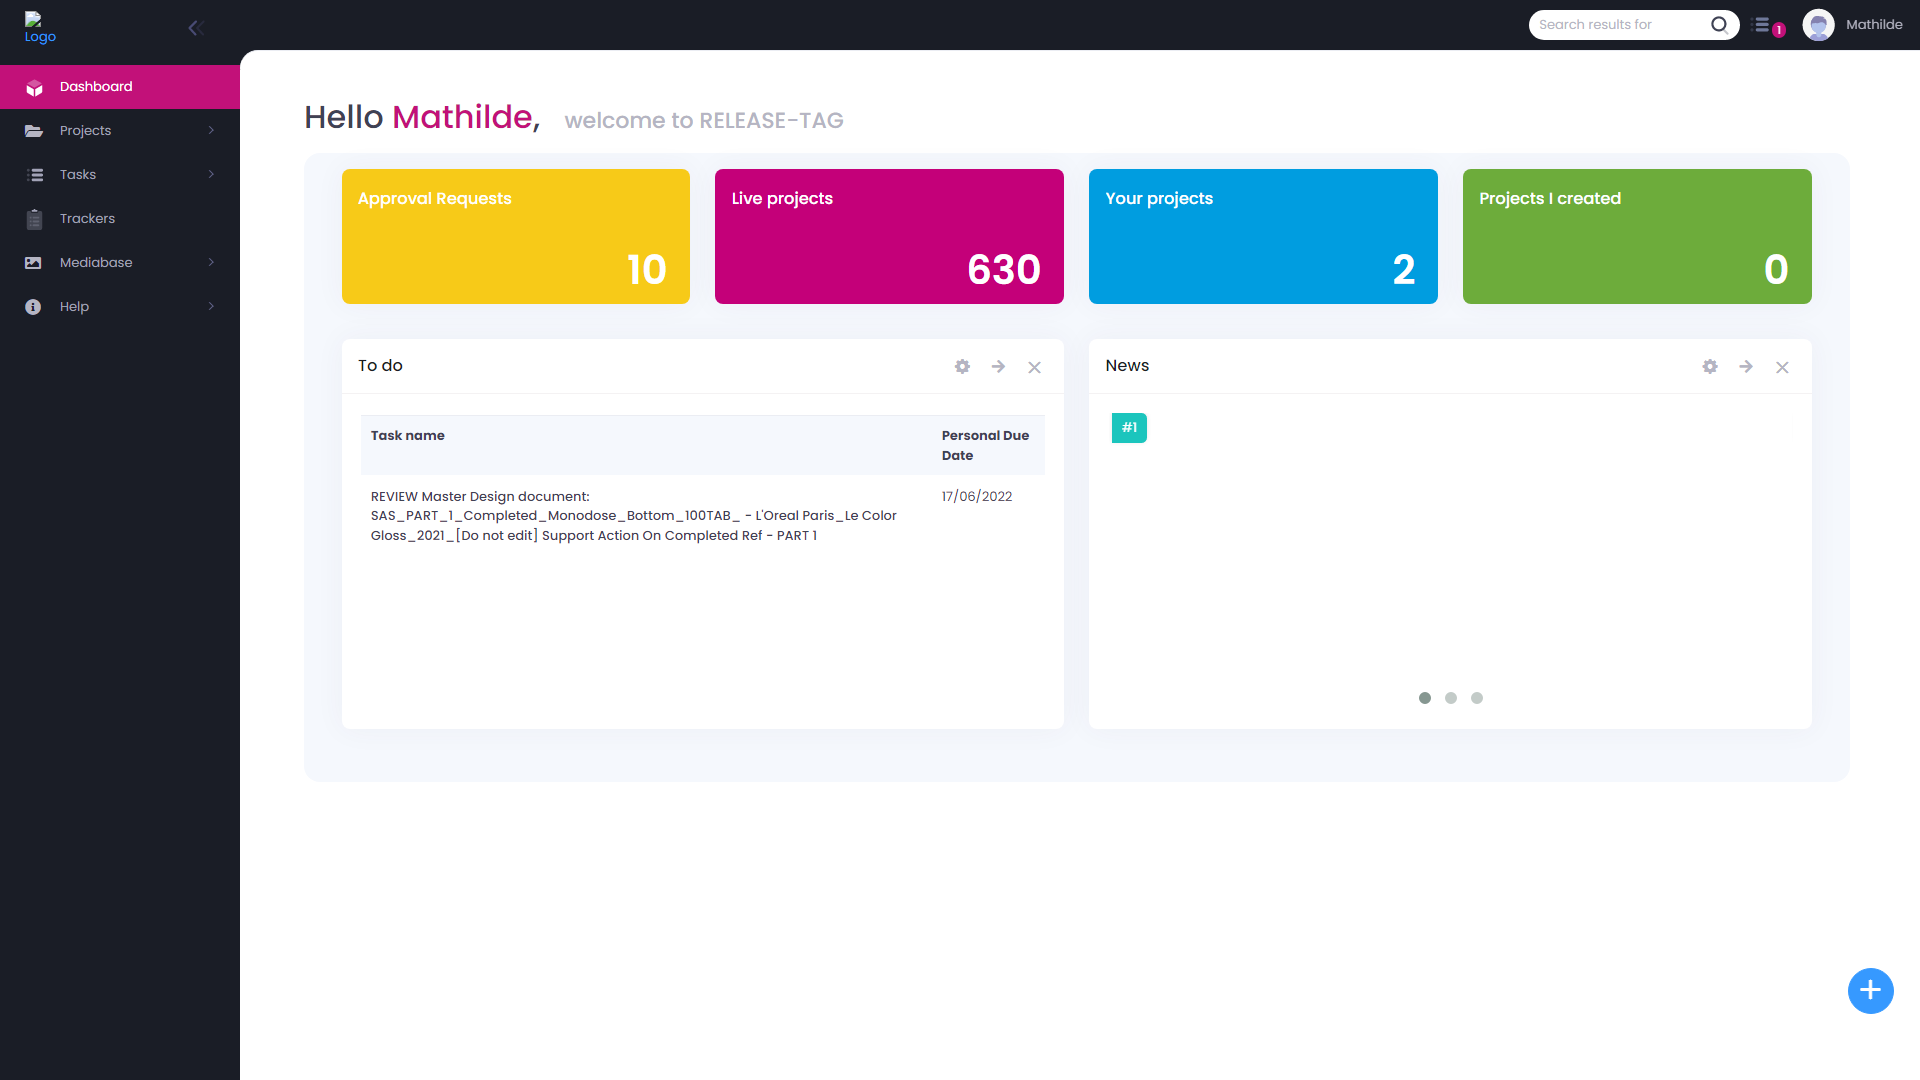 Logo
Search results for
1
Mathilde
Dashboard
Projects
Tasks
Trackers
Mediabase
Help
Hello Mathilde, welcome to RELEASE-TAG
Approval Requests
10
Live projects
630
Your projects
2
Projects I created
0
To do
Task name
Personal Due
Date
REVIEW Master Design document:
SAS_PART_1_Completed_Monodose_Bottom_100TAB_ - L'Oreal Paris_Le Color
Gloss_2021_[Do not edit] Support Action On Completed Ref - PART 1
17/06/2022
News
#1